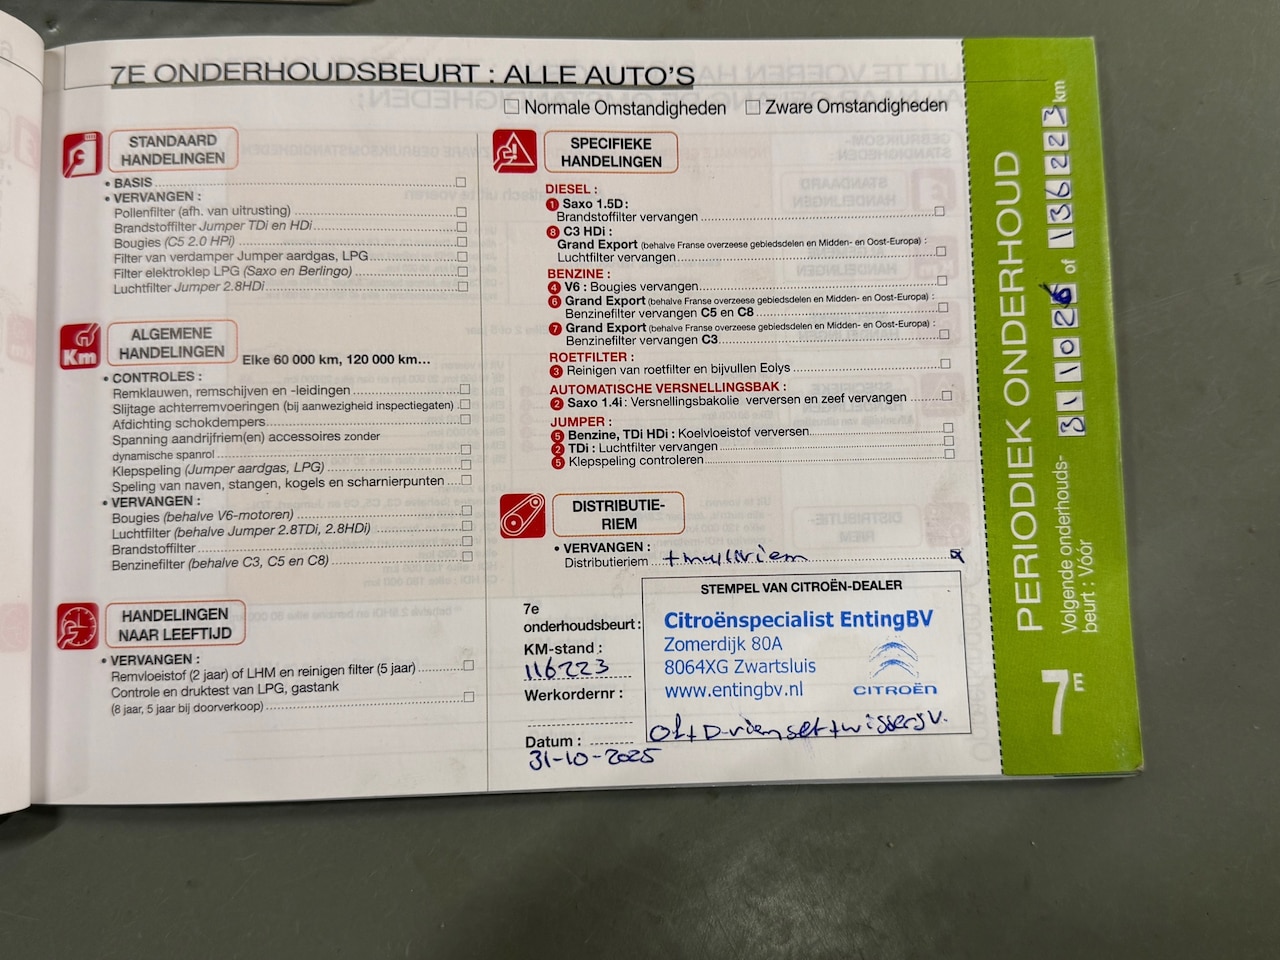 7E ONDERHOUDSBEURT : ALLE AUTO'S
Normale Omstandigheden Zware Omstandigheden
STANDAARD
HANDELINGEN
• BASIS
• VERVANGEN :
Pollenfilter (afh. van uitrusting)
Brandstoffilter Jumper TDi en HDi
Bougies (C5 2.0 HPi)
Filter van verdamper Jumper aardgas, LPG
Filter elektroklep LPG (Saxo en Berlingo)
Luchtfilter Jumper 2.8HDi
Km
ALGEMENE
HANDELINGEN
Elke 60 000 km, 120 000 km...
• CONTROLES :
Remklauwen, remschijven en -leidingen
Slijtage achterremvoeringen (bij aanwezigheid inspectiegaten)
Afdichting schokdempers
Spanning aandrijfriem(en) accessoires zonder
dynamische spanrol
Klepspeling (Jumper aardgas, LPG)
Speling van naven, stangen, kogels en scharnierpunten
• VERVANGEN :
Bougies (behalve V6-motoren)
Luchtfilter (behalve Jumper 2.8TDi, 2.8HDi)
Brandstoffilter
Benzinefilter (behalve C3, C5 en C8)
HANDELINGEN
NAAR LEEFTIJD
• VERVANGEN :
Remvloeistof (2 jaar) of LHM en reinigen filter (5 jaar)
Controle en druktest van LPG, gastank
(8 jaar, 5 jaar bij doorverkoop)
SPECIFIEKE
HANDELINGEN
DIESEL :
1 Saxo 1.5D :
Brandstoffilter vervangen
8 C3 HDi :
Grand Export (behalve Franse overzeese gebiedsdelen en Midden- en Oost-Europa) :
Luchtfilter vervangen
BENZINE :
4 V6 : Bougies vervangen
6 Grand Export (behalve Franse overzeese gebiedsdelen en Midden- en Oost-Europa) :
Benzinefilter vervangen C5 en C8
7 Grand Export (behalve Franse overzeese gebiedsdelen en Midden- en Oost-Europa) :
Benzinefilter vervangen C3
ROETFILTER :
3 Reinigen van roetfilter en bijvullen Eolys
AUTOMATISCHE VERSNELLINGSBAK :
2 Saxo 1.4i : Versnellingsbakolie verversen en zeef vervangen
JUMPER :
5 Benzine, TDi HDi : Koelvloeistof verversen
2 TDi : Luchtfilter vervangen
5 Klepspeling controleren
DISTRIBUTIE-
RIEM
• VERVANGEN :
Distributieriem + multiriem x
7e
onderhoudsbeurt :
KM-stand :
116223
Werkordernr :
Datum :
31-10-2025
STEMPEL VAN CITROËN-DEALER
Citroënspecialist EntingBV
Zomerdijk 80A
8064XG Zwartsluis
www.entingbv.nl
CITROËN
Of + D-riemset + wissers v.
PERIODIEK ONDERHOUD
Volgende onderhouds-
beurt : Vóór
31 10 26 of 136223 km
7E